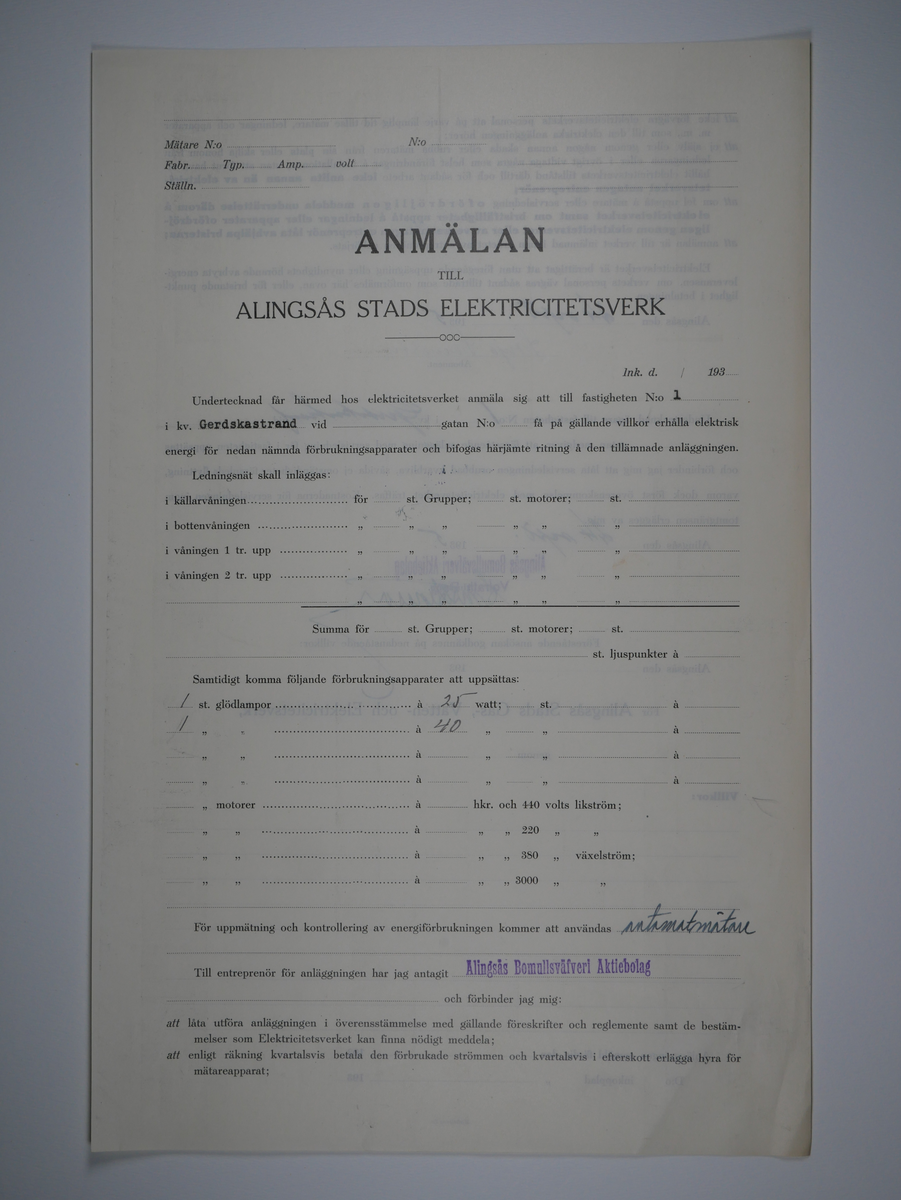 Mätare N:o N:o
Fabr. Typ. Amp. volt
Ställn.
ANMÄLAN
TILL
ALINGSÅS STADS ELEKTRICITETSVERK
Ink. d. / 193
Undertecknad får härmed hos elektricitetsverket anmäla sig att till fastigheten N:o 1
i kv. Gerdskastrand vid gatan N:o få på gällande villkor erhålla elektrisk
energi för nedan nämnda förbrukningsapparater och bifogas härjämte ritning å den tillämnade anläggningen.
Ledningsnät skall inläggas:
i källarvåningen för st. Grupper; st. motorer; st.
i bottenvåningen „ „ „ „ „ „
i våningen 1 tr. upp „ „ „ „ „ „
i våningen 2 tr. upp „ „ „ „ „ „
„ „ „ „ „ „
Summa för st. Grupper; st. motorer; st.
st. ljuspunkter à
Samtidigt komma följande förbrukningsapparater att uppsättas:
1 st. glödlampor à 25 watt; st. à
1 „ „ à 40 „ „ à
„ „ à „ „ à
„ „ à „ „ à
„ motorer à hkr. och 440 volts likström;
„ „ à „ „ 220 „ „
„ „ à „ „ 380 „ växelström;
„ „ à „ „ 3000 „ „
För uppmätning och kontrollering av energiförbrukningen kommer att användas automatmätare
Till entreprenör för anläggningen har jag antagit Alingsås Bomullsväfveri Aktiebolag
och förbinder jag mig:
att låta utföra anläggningen i överensstämmelse med gällande föreskrifter och reglemente samt de bestäm-
melser som Elektricitetsverket kan finna nödigt meddela;
att enligt räkning kvartalsvis betala den förbrukade strömmen och kvartalsvis i efterskott erlägga hyra för
mätareapparat;